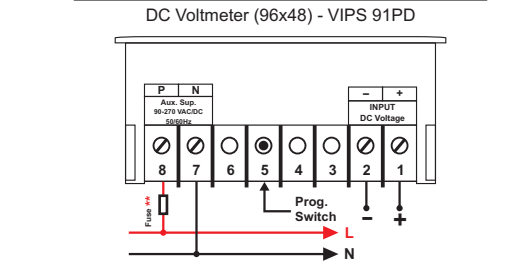 DC Voltmeter (96x48) - VIPS 91PD
P N
Aux. Sup.
90-270 VAC/DC
50/60Hz
– +
INPUT
DC Voltage
8 7 6 5 4 3 2 1
Fuse **
Prog.
Switch
– +
L
N